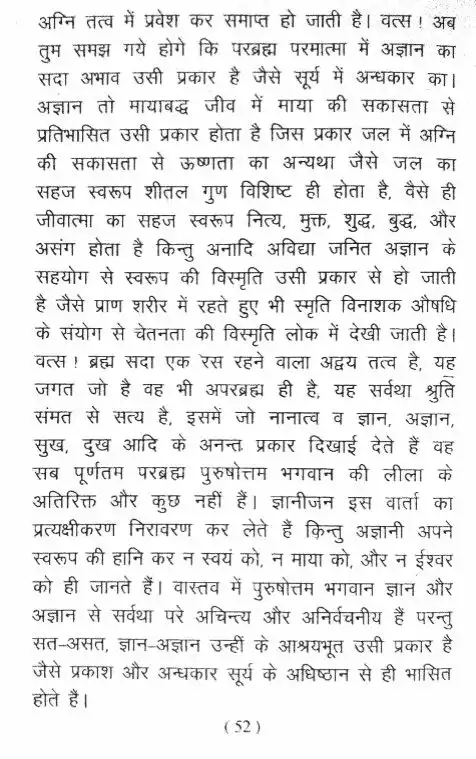 अग्नि तत्व में प्रवेश कर समाप्त हो जाती है। वत्स ! अब
तुम समझ गये होगे कि परब्रह्म परमात्मा में अज्ञान का
सदा अभाव उसी प्रकार है जैसे सूर्य में अन्धकार का।
अज्ञान तो मायाबद्ध जीव में माया की सकासता से
प्रतिभासित उसी प्रकार होता है जिस प्रकार जल में अग्नि
की सकासता से ऊष्णता का अन्यथा जैसे जल का
सहज स्वरूप शीतल गुण विशिष्ट ही होता है, वैसे ही
जीवात्मा का सहज स्वरूप नित्य, मुक्त, शुद्ध, बुद्ध, और
असंग होता है किन्तु अनादि अविद्या जनित अज्ञान के
सहयोग से स्वरूप की विस्मृति उसी प्रकार से हो जाती
है जैसे प्राण शरीर में रहते हुए भी स्मृति विनाशक औषधि
के संयोग से चेतनता की विस्मृति लोक में देखी जाती है।
वत्स ! ब्रह्म सदा एक रस रहने वाला अद्वय तत्व है, यह
जगत जो है वह भी अपरब्रह्म ही है, यह सर्वथा श्रुति
संमत से सत्य है, इसमें जो नानात्व व ज्ञान, अज्ञान,
सुख, दुख आदि के अनन्त प्रकार दिखाई देते हैं वह
सब पूर्णतम परब्रह्म पुरुषोत्तम भगवान की लीला के
अतिरिक्त और कुछ नहीं हैं। ज्ञानीजन इस वार्ता का
प्रत्यक्षीकरण निरावरण कर लेते हैं किन्तु अज्ञानी अपने
स्वरूप की हानि कर न स्वयं को, न माया को, और न ईश्वर
को ही जानते हैं। वास्तव में पुरुषोत्तम भगवान ज्ञान और
अज्ञान से सर्वथा परे अचिन्त्य और अनिर्वचनीय हैं परन्तु
सत-असत, ज्ञान-अज्ञान उन्हीं के आश्रयभूत उसी प्रकार है
जैसे प्रकाश और अन्धकार सूर्य के अधिष्ठान से ही भासित
होते हैं।
( 52 )